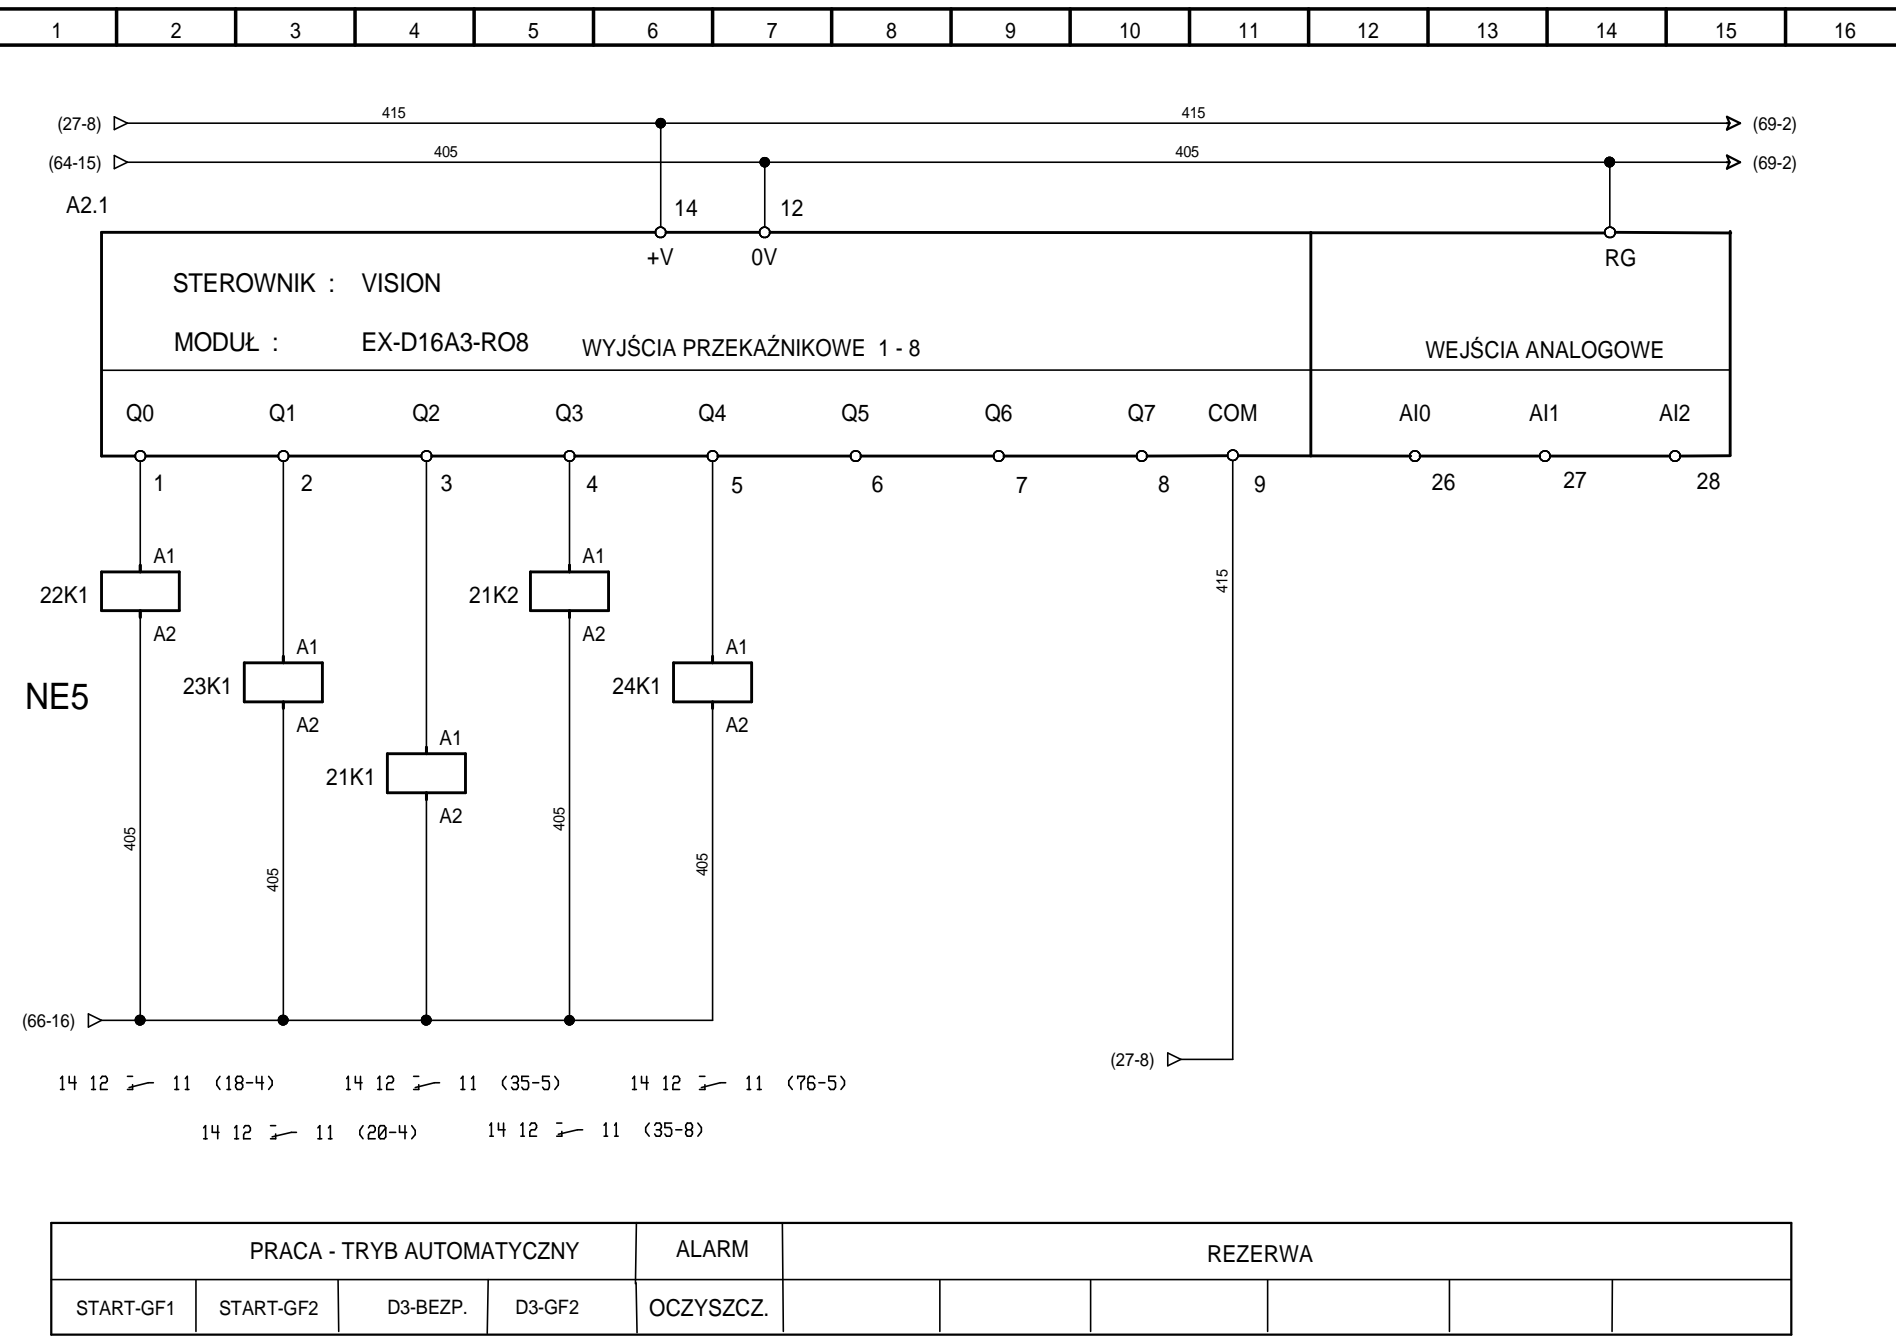 1 2 3 4 5 6 7 8 9 10 11 12 13 14 15 16
(27-8) 415 415 (69-2)
(64-15) 405 405 (69-2)
A2.1 14 12
+V 0V RG
STEROWNIK : VISION
MODUŁ : EX-D16A3-RO8 WYJŚCIA PRZEKAŹNIKOWE 1 - 8 WEJŚCIA ANALOGOWE
Q0 Q1 Q2 Q3 Q4 Q5 Q6 Q7 COM AI0 AI1 AI2
1 2 3 4 5 6 7 8 9 26 27 28
A1 A1
22K1 21K2 415
A2 A2
A1 A1
NE5 23K1 24K1
A2 A2
A1
21K1
A2
405 405 405 405
(66-16)
(27-8)
14 12 11 (18-4) 14 12 11 (35-5) 14 12 11 (76-5)
14 12 11 (20-4) 14 12 11 (35-8)
PRACA - TRYB AUTOMATYCZNY ALARM REZERWA
START-GF1 START-GF2 D3-BEZP. D3-GF2 OCZYSZCZ.